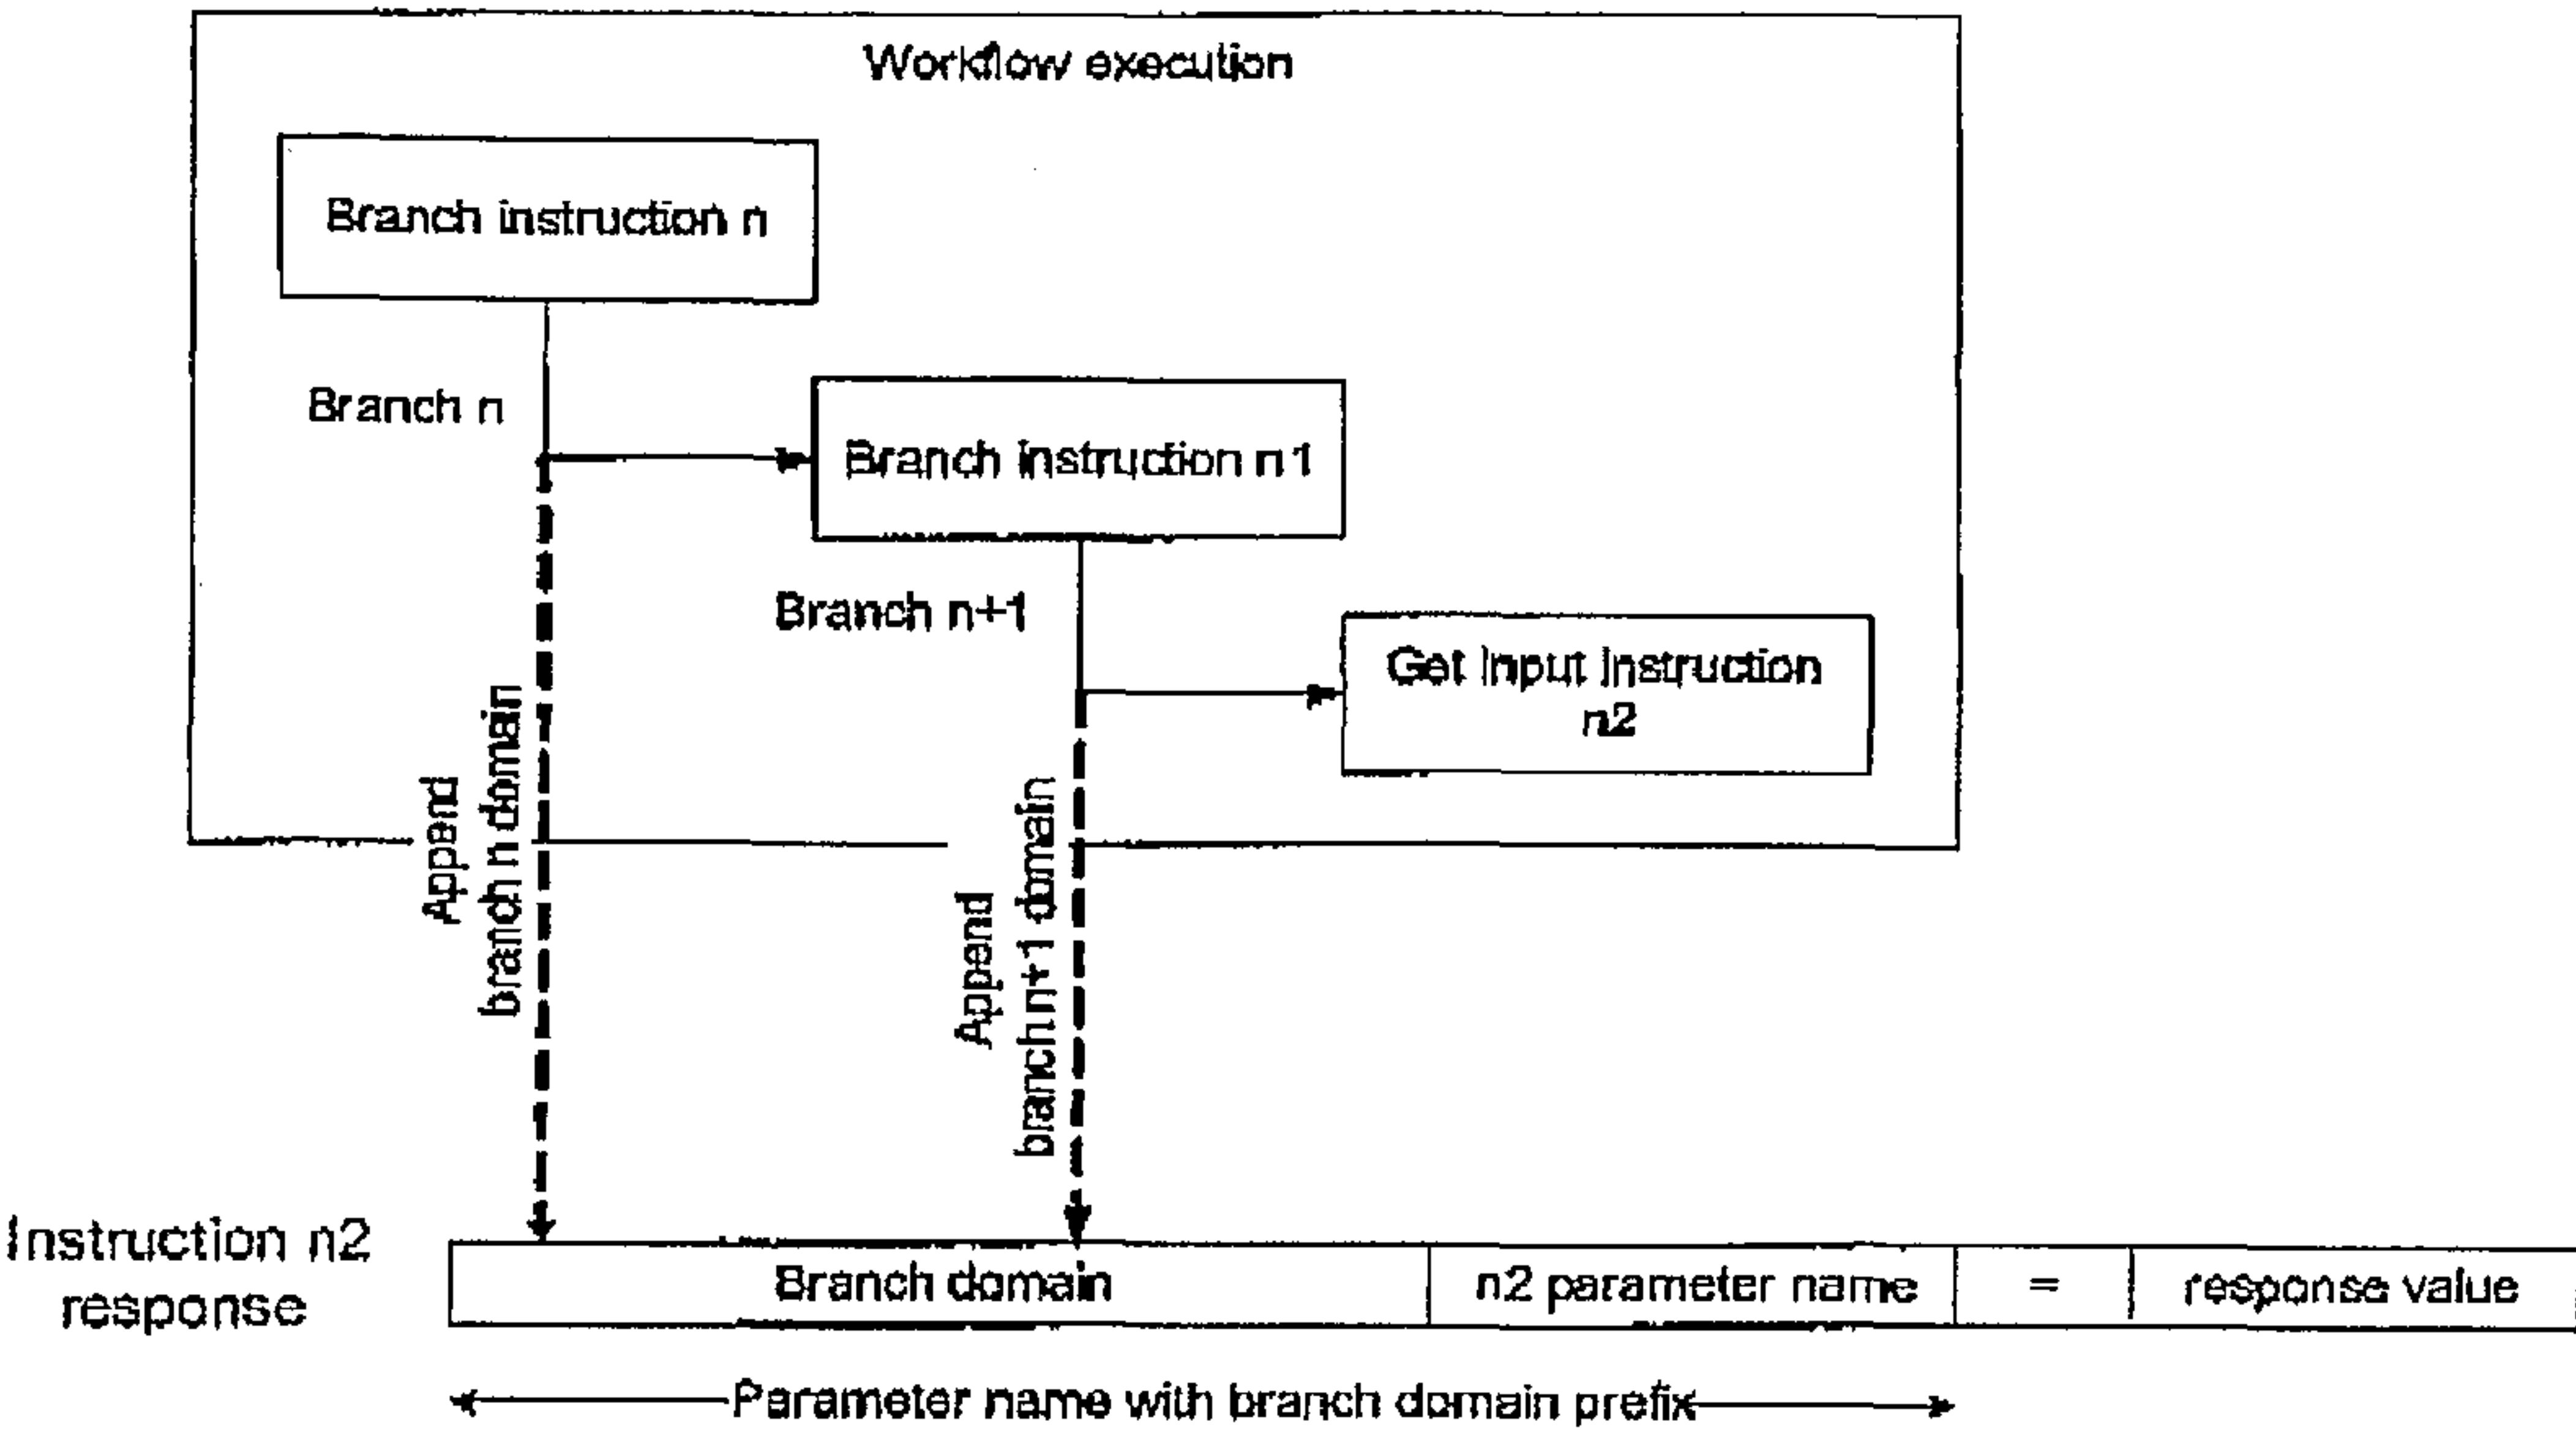 Workflow execution
Branch instruction n
Branch n
Branch instruction n1
Branch n+1
Get Input Instruction
n2
Append
branch n domain
Append
branch n+1 domain
Instruction n2
response
Branch domain
n2 parameter name
=
response value
Parameter name with branch domain prefix